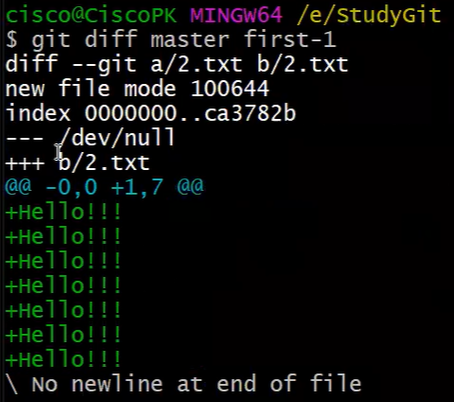 cisco@CiscoPK MINGW64 /e/StudyGit
$ git diff master first-1
diff --git a/2.txt b/2.txt
new file mode 100644
index 0000000..ca3782b
--- /dev/null
+++ b/2.txt
@@ -0,0 +1,7 @@
+Hello!!!
+Hello!!!
+Hello!!!
+Hello!!!
+Hello!!!
+Hello!!!
+Hello!!!
\ No newline at end of file